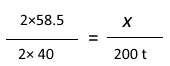 2×58.5 / 2× 40 = x / 200 t